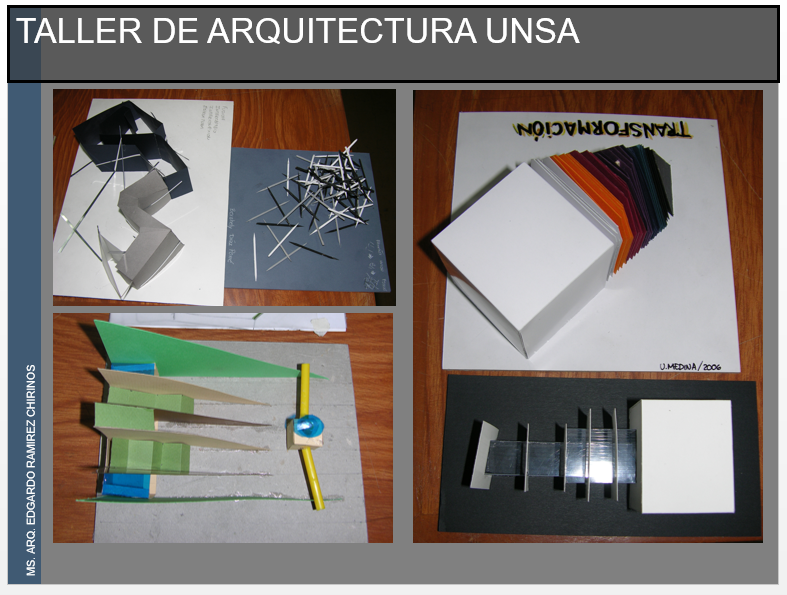 TALLER DE ARQUITECTURA UNSA
TRANSFORMACIÓN
U.MEDINA/2006
MS. ARQ. EDGARDO RAMIREZ CHIRINOS